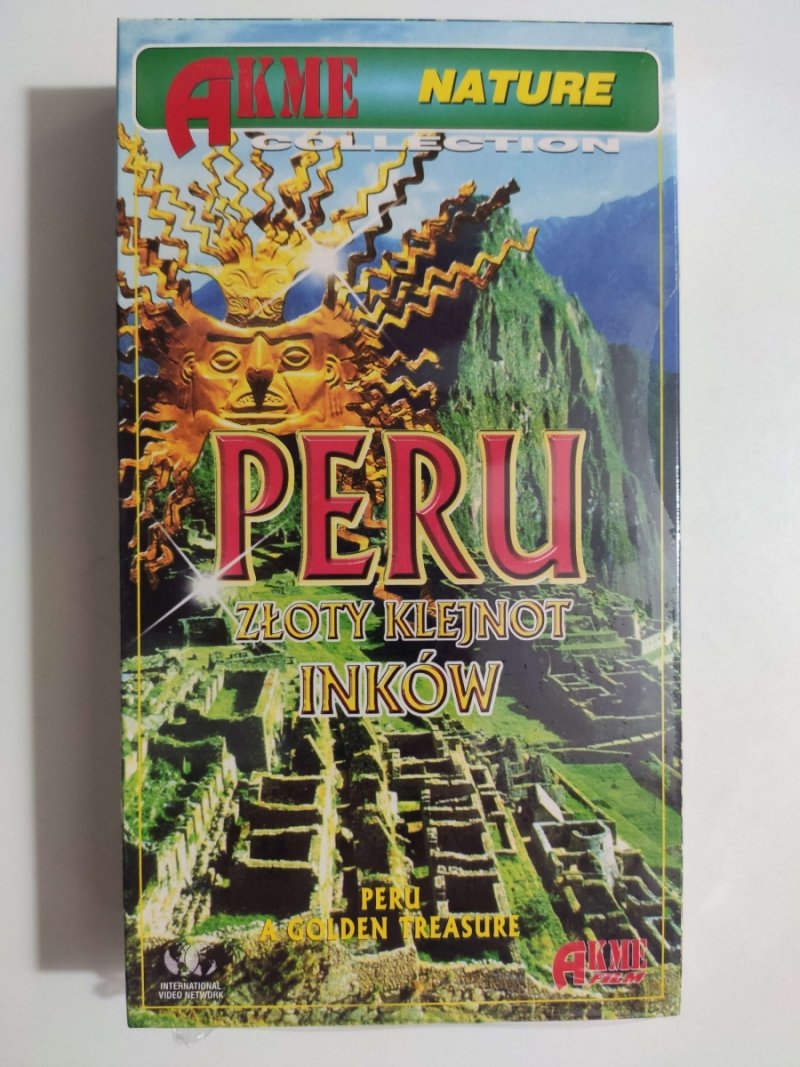 AKME NATURE
COLLECTION
PERU
ZŁOTY KLEJNOT
INKÓW
PERU
A GOLDEN TREASURE
INTERNATIONAL
VIDEO NETWORK
AKME
FILM